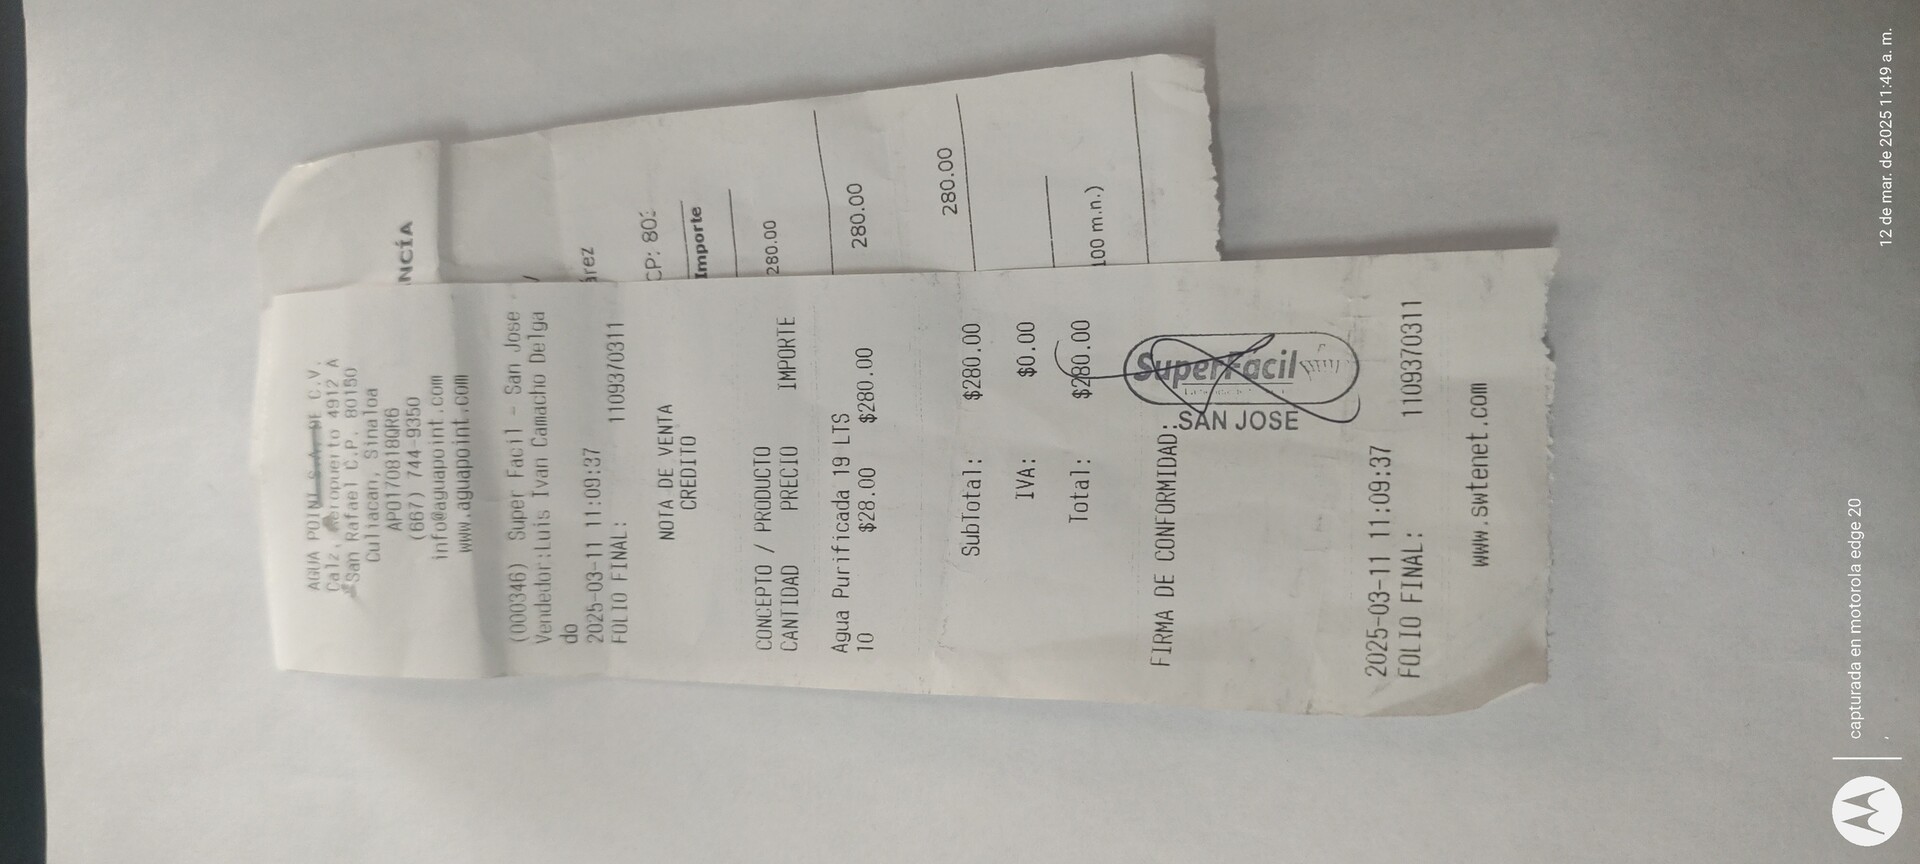 AGUA POINT S.A. DE C.V.
Calz. Aeropuerto 4912 A
San Rafael C.P. 80150
Culiacan, Sinaloa
APO170818QR6
(667) 744-9350
info@aguapoint.com
www.aguapoint.com
(000346) Super Facil - San Jose
Vendedor:Luis Ivan Camacho Delga
do
2025-03-11 11:09:37
FOLIO FINAL: 1109370311
NOTA DE VENTA
CREDITO
CONCEPTO / PRODUCTO
CANTIDAD PRECIO IMPORTE
Agua Purificada 19 LTS
10 $28.00 $280.00
SubTotal: $280.00
IVA: $0.00
Total: $280.00
FIRMA DE CONFORMIDAD:
SuperFácil
SAN JOSE
2025-03-11 11:09:37
FOLIO FINAL: 1109370311
www.swtenet.com
NCÍA
rez
CP: 803
Importe
280.00
280.00
280.00
100 m.n.)
capturada en motorola edge 20
12 de mar. de 2025 11:49 a. m.